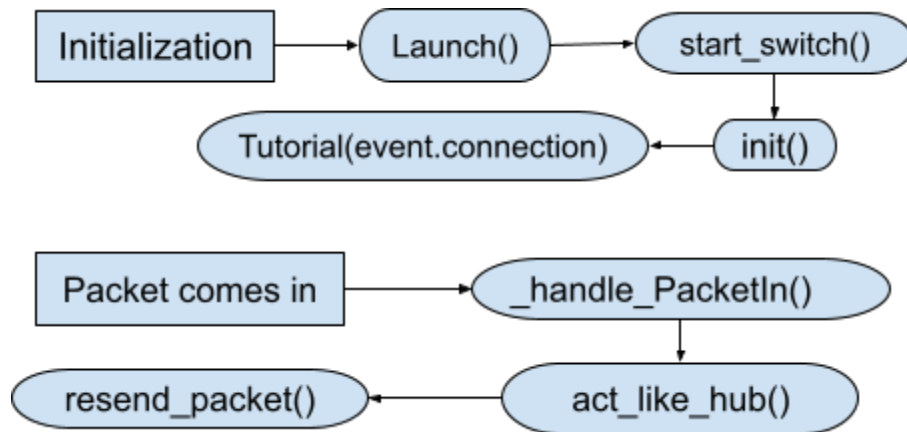 Initialization
Launch()
start_switch()
Tutorial(event.connection)
init()
Packet comes in
_handle_PacketIn()
resend_packet()
act_like_hub()